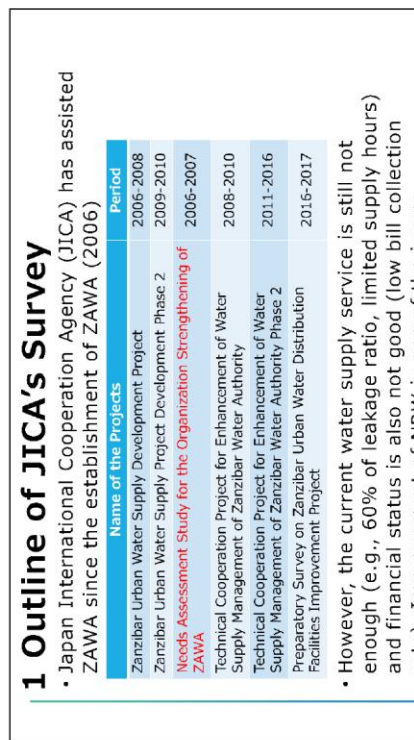 1 Outline of JICA's Survey
• Japan International Cooperation Agency (JICA) has assisted
ZAWA since the establishment of ZAWA (2006)
Name of the Projects Period
Zanzibar Urban Water Supply Development Project 2006-2008
Zanzibar Urban Water Supply Project Development Phase 2 2009-2010
Needs Assessment Study for the Organization Strengthening of 2006-2007
ZAWA
Technical Cooperation Project for Enhancement of Water 2008-2010
Supply Management of Zanzibar Water Authority
Technical Cooperation Project for Enhancement of Water 2011-2016
Supply Management of Zanzibar Water Authority Phase 2
Preparatory Survey on Zanzibar Urban Water Distribution 2016-2017
Facilities Improvement Project
• However, the current water supply service is still not
enough (e.g., 60% of leakage ratio, limited supply hours)
and financial status is also not good (low bill collection